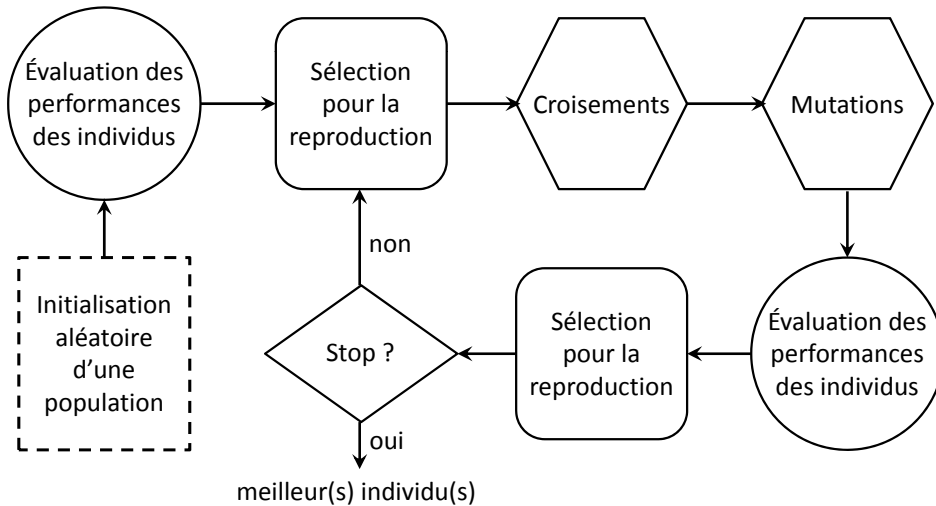 Évaluation des
performances
des individus
Sélection
pour la
reproduction
Croisements
Mutations
non
Initialisation
aléatoire
d’une
population
Stop ?
Sélection
pour la
reproduction
Évaluation des
performances
des individus
oui
meilleur(s) individu(s)